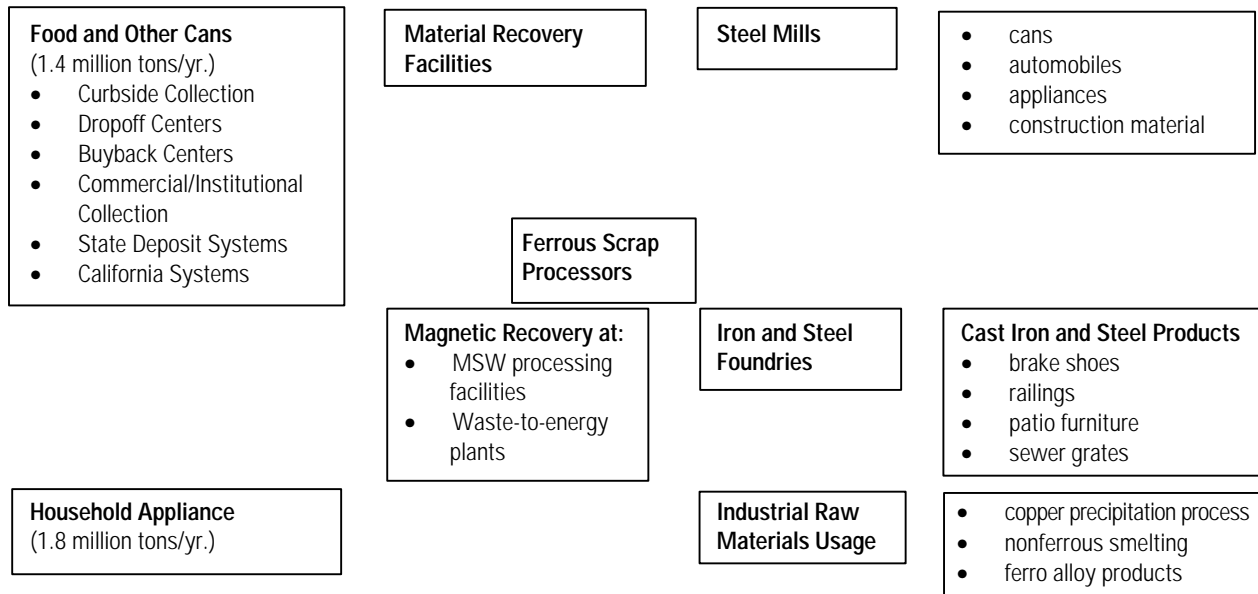 Food and Other Cans
(1.4 million tons/yr.)
• Curbside Collection
• Dropoff Centers
• Buyback Centers
• Commercial/Institutional
Collection
• State Deposit Systems
• California Systems
Material Recovery
Facilities
Steel Mills
• cans
• automobiles
• appliances
• construction material
Ferrous Scrap
Processors
Magnetic Recovery at:
• MSW processing
facilities
• Waste-to-energy
plants
Iron and Steel
Foundries
Cast Iron and Steel Products
• brake shoes
• railings
• patio furniture
• sewer grates
Household Appliance
(1.8 million tons/yr.)
Industrial Raw
Materials Usage
• copper precipitation process
• nonferrous smelting
• ferro alloy products